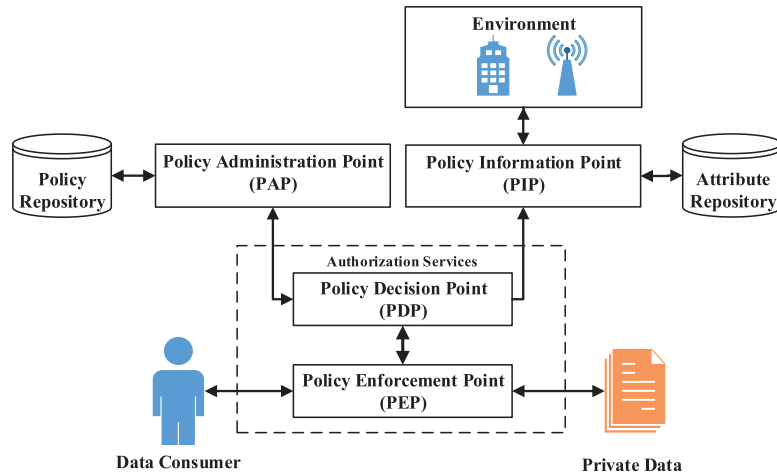 Environment
Policy Repository
Policy Administration Point
(PAP)
Policy Information Point
(PIP)
Attribute
Repository
Authorization Services
Policy Decision Point
(PDP)
Policy Enforcement Point
(PEP)
Data Consumer
Private Data